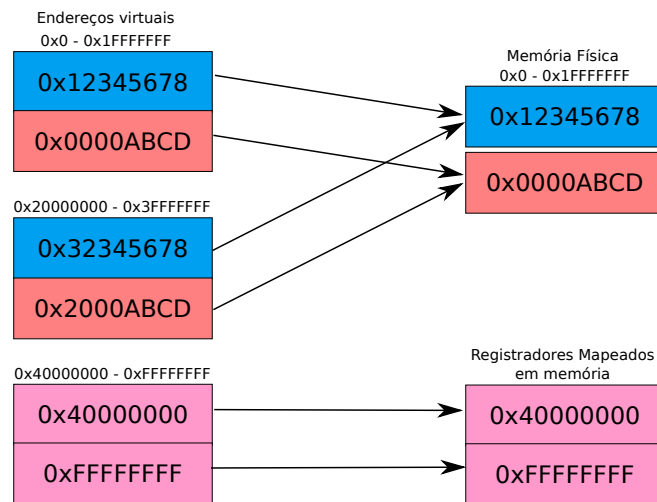 Endereços virtuais
0x0 - 0x1FFFFFFF
0x12345678
0x0000ABCD
0x20000000 - 0x3FFFFFFF
0x32345678
0x2000ABCD
0x40000000 - 0xFFFFFFFF
0x40000000
0xFFFFFFFF
Memória Física
0x0 - 0x1FFFFFFF
0x12345678
0x0000ABCD
Registradores Mapeados
em memória
0x40000000
0xFFFFFFFF